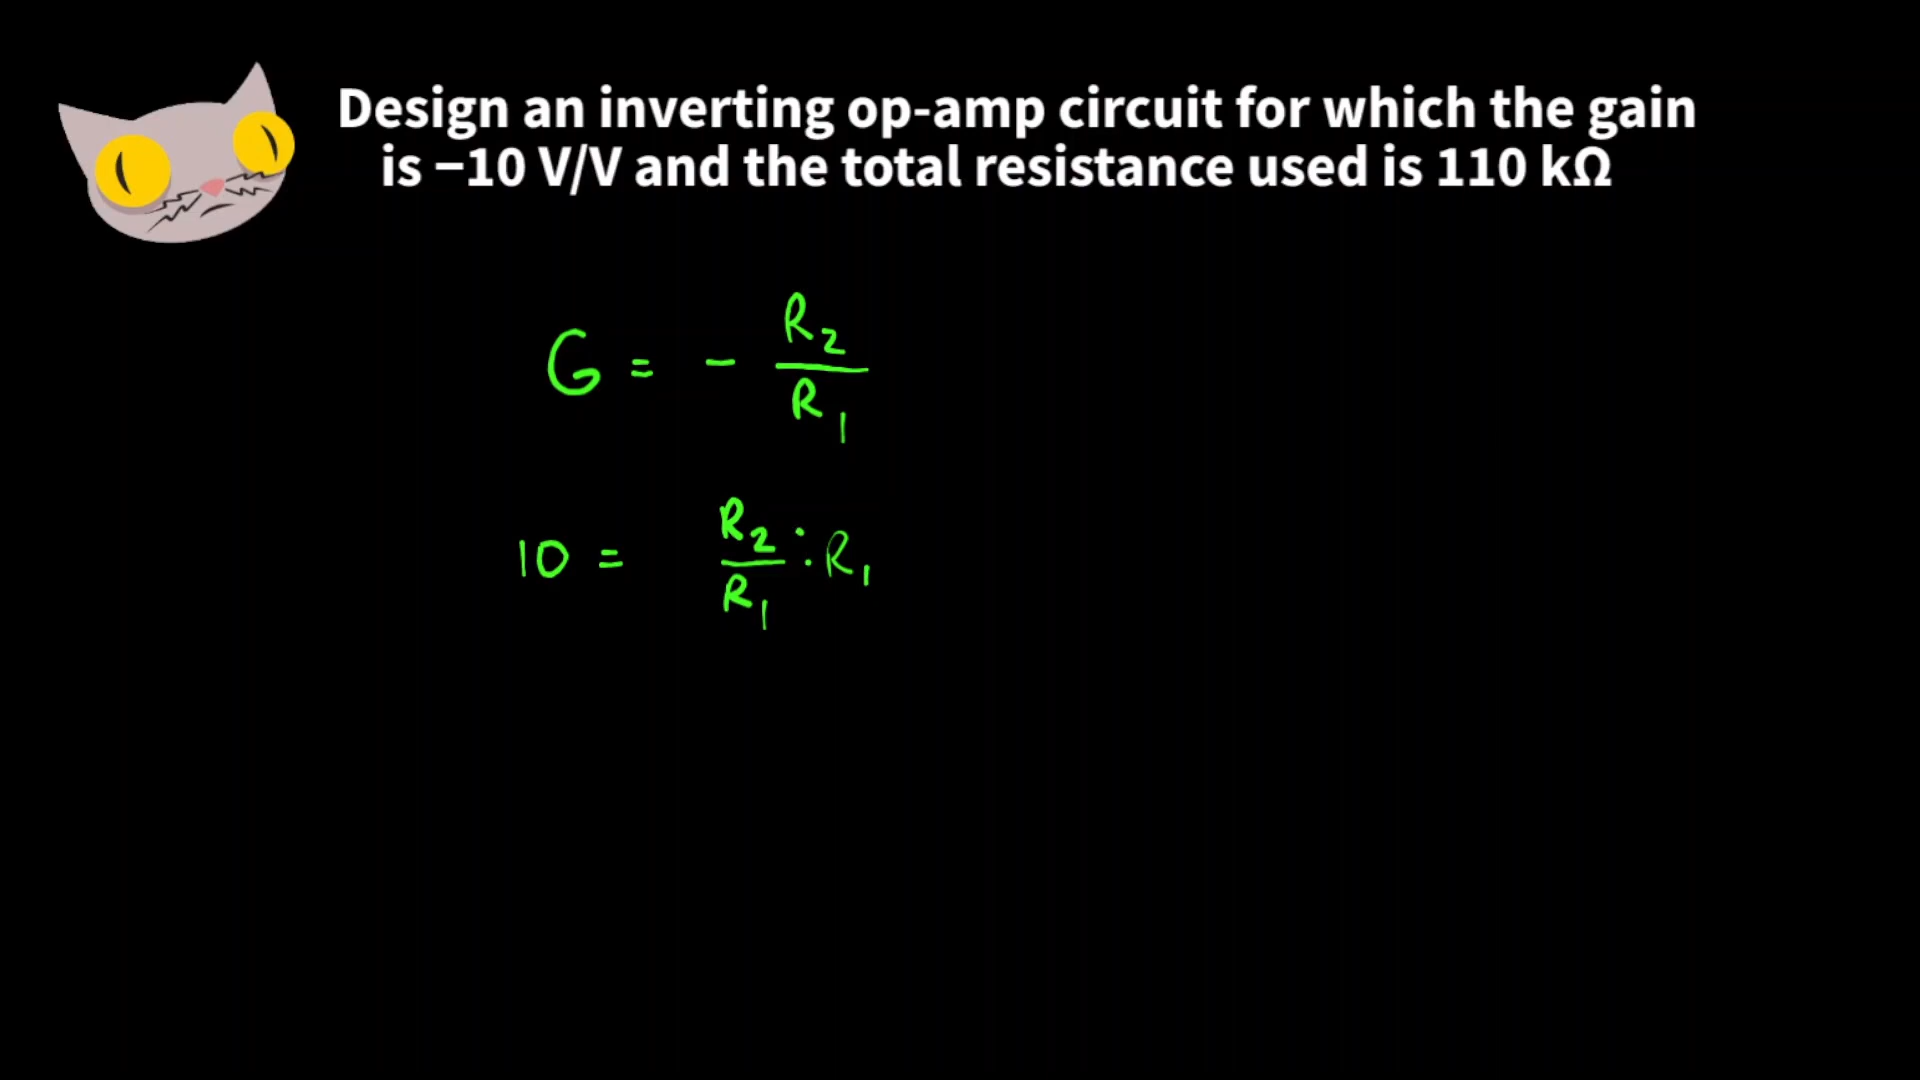 Design an inverting op-amp circuit for which the gain
is −10 V/V and the total resistance used is 110 kΩ
G = - R₂/R₁
10 = R₂/R₁ : R₁